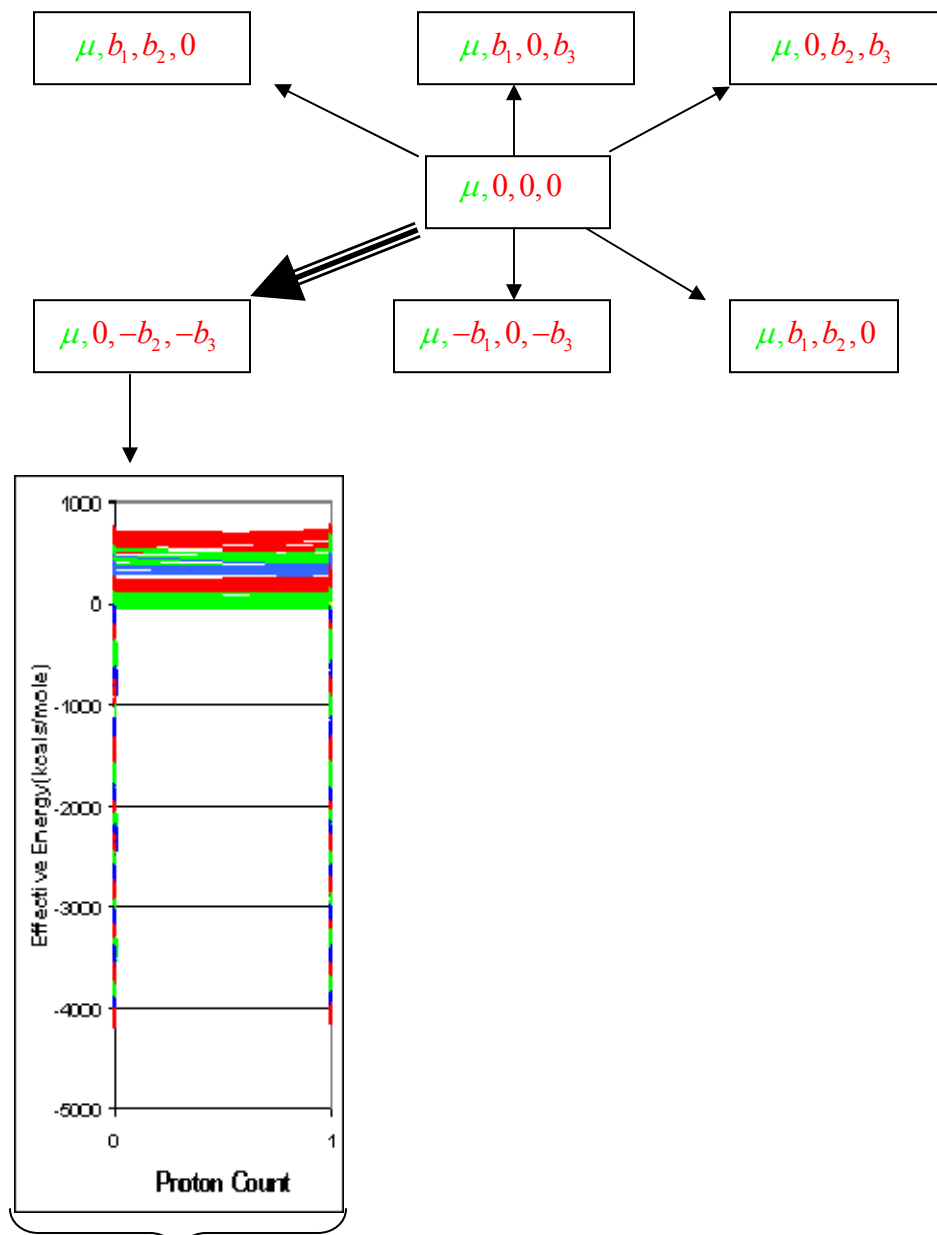 μ, b₁, b₂, 0
μ, b₁, 0, b₃
μ, 0, b₂, b₃
μ, 0, 0, 0
μ, 0, −b₂, −b₃
μ, −b₁, 0, −b₃
μ, b₁, b₂, 0
1000
0
-1000
-2000
-3000
-4000
-5000
Effective Energy(kcals/mole)
0 1
Proton Count